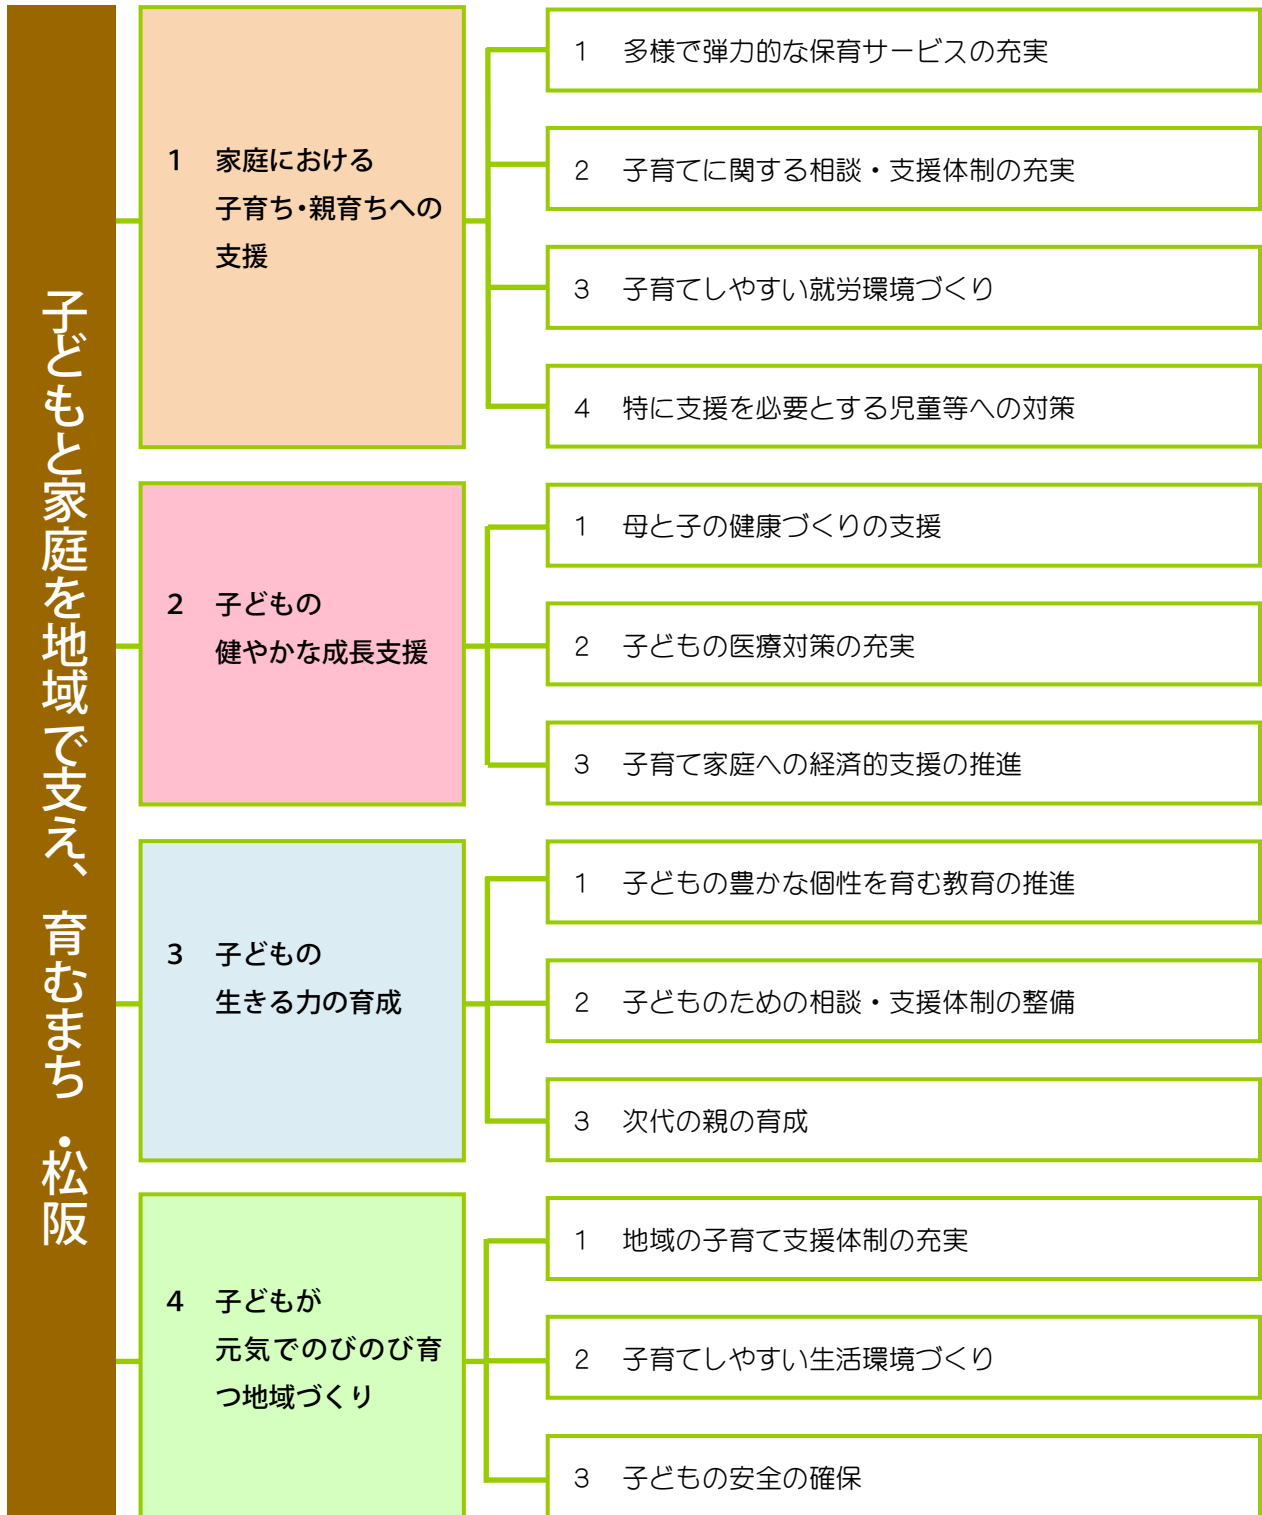 子どもと家庭を地域で支え、育むまち・松阪
1 家庭における
子育ち・親育ちへの
支援
1 多様で弾力的な保育サービスの充実
2 子育てに関する相談・支援体制の充実
3 子育てしやすい就労環境づくり
4 特に支援を必要とする児童等への対策
2 子どもの
健やかな成長支援
1 母と子の健康づくりの支援
2 子どもの医療対策の充実
3 子育て家庭への経済的支援の推進
3 子どもの
生きる力の育成
1 子どもの豊かな個性を育む教育の推進
2 子どものための相談・支援体制の整備
3 次代の親の育成
4 子どもが
元気でのびのび育
つ地域づくり
1 地域の子育て支援体制の充実
2 子育てしやすい生活環境づくり
3 子どもの安全の確保